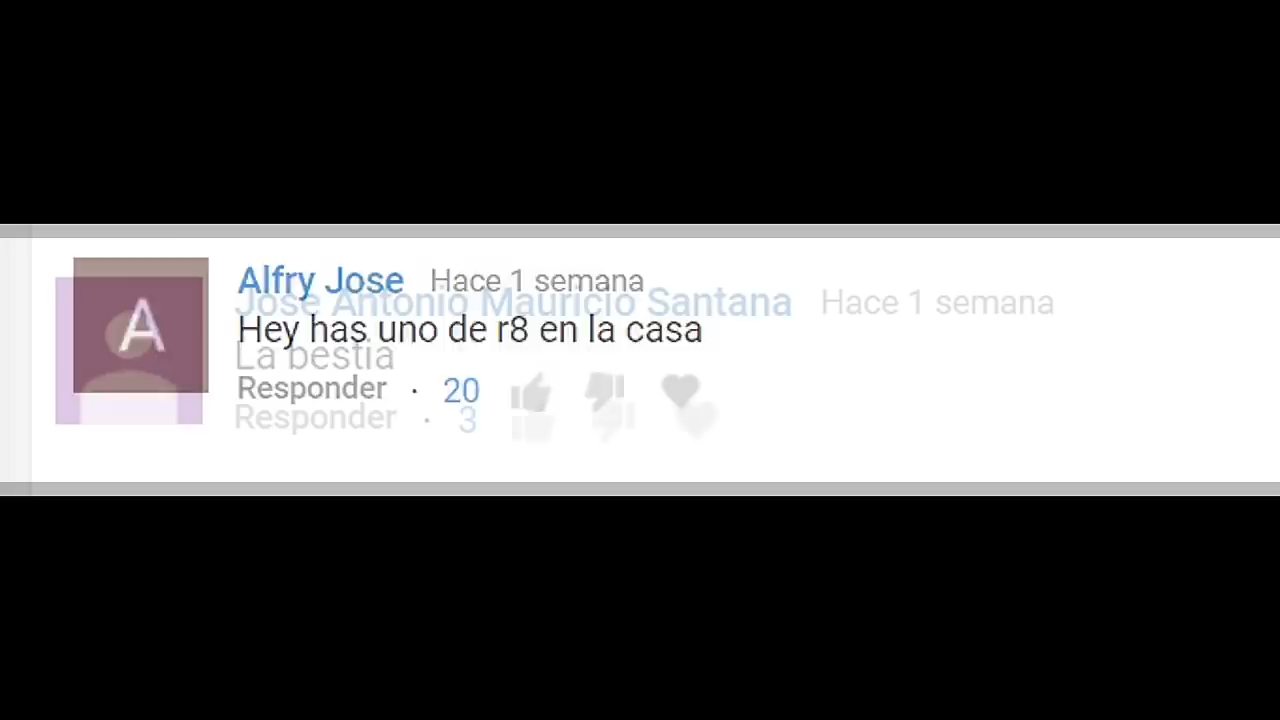 A
Alfry Jose Hace 1 semana
Jose Antonio Mauricio Santana Hace 1 semana
Hey has uno de r8 en la casa
La bestia
Responder · 20
Responder · 3